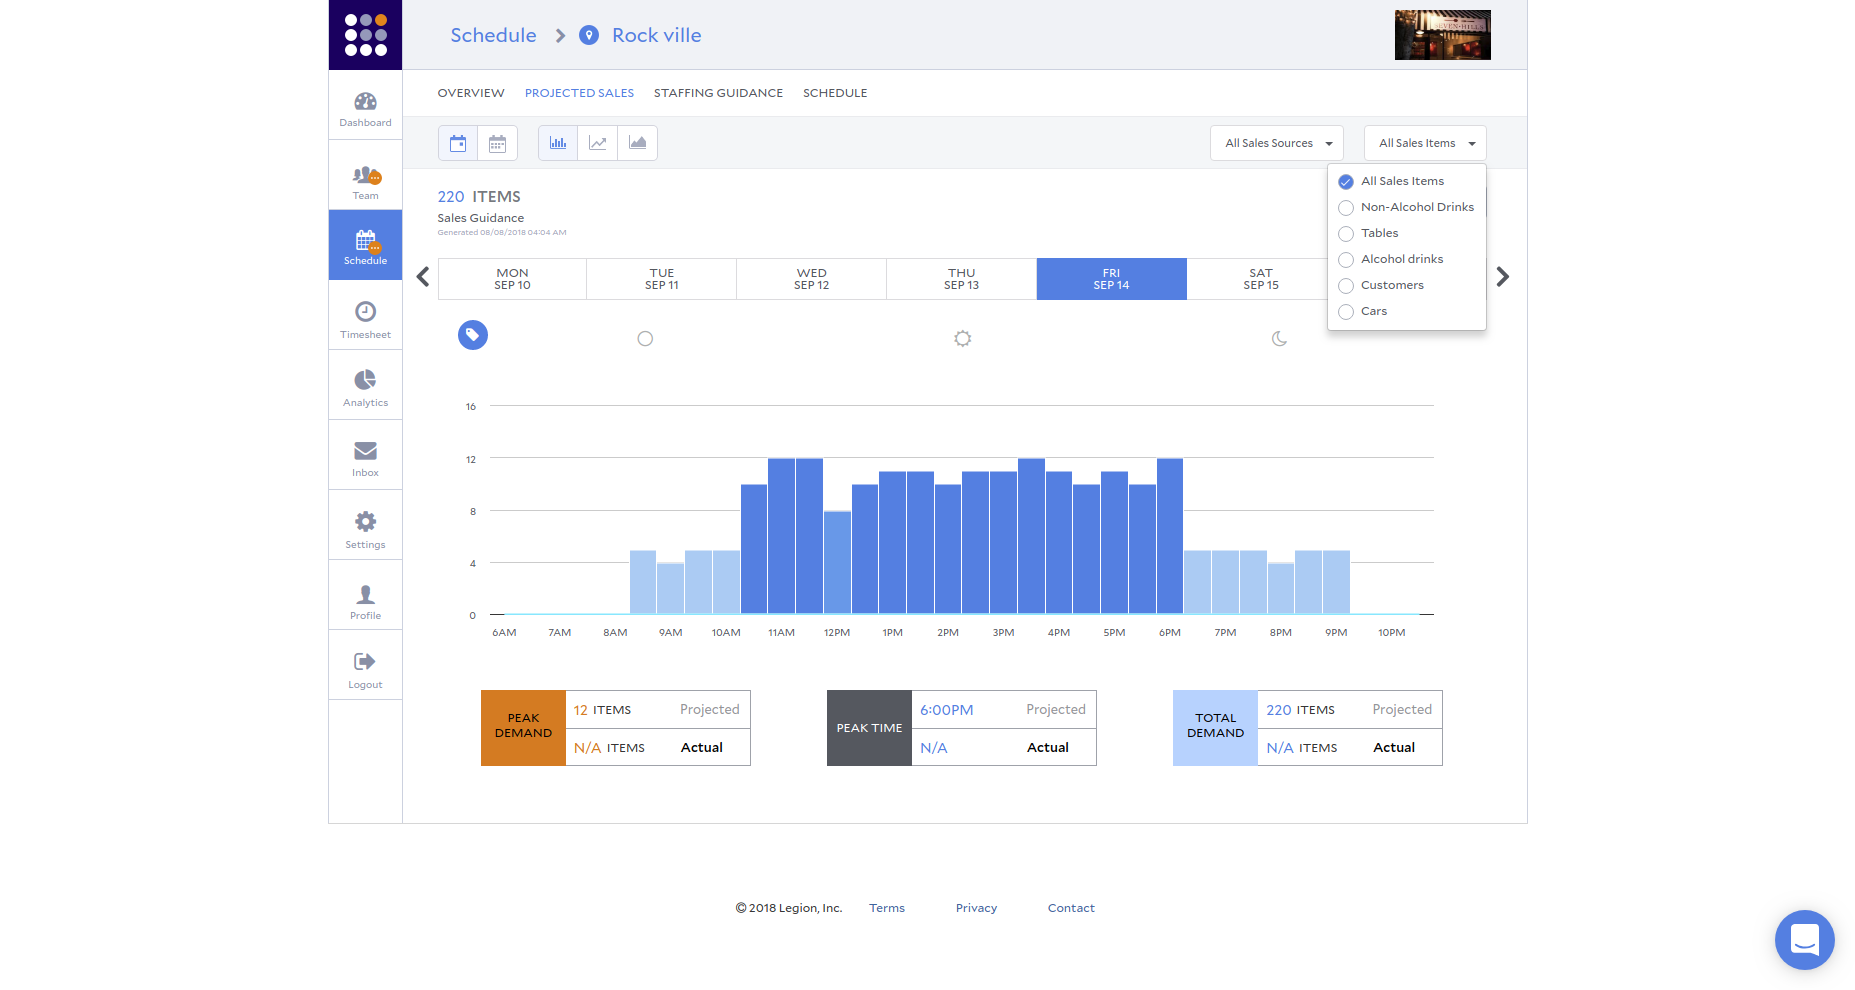 Schedule
Rock ville
SEVEN HILLS
Dashboard
Team
Schedule
Timesheet
Analytics
Inbox
Settings
Profile
Logout
OVERVIEW PROJECTED SALES STAFFING GUIDANCE SCHEDULE
All Sales Sources
All Sales Items
All Sales Items
Non-Alcohol Drinks
Tables
Alcohol drinks
Customers
Cars
220 ITEMS
Sales Guidance
Generated 08/08/2018 04:04 AM
MON
SEP 10
TUE
SEP 11
WED
SEP 12
THU
SEP 13
FRI
SEP 14
SAT
SEP 15
16
12
8
4
0
6AM 7AM 8AM 9AM 10AM 11AM 12PM 1PM 2PM 3PM 4PM 5PM 6PM 7PM 8PM 9PM 10PM
PEAK
DEMAND
12 ITEMS Projected
N/A ITEMS Actual
PEAK TIME
6:00PM Projected
N/A Actual
TOTAL
DEMAND
220 ITEMS Projected
N/A ITEMS Actual
© 2018 Legion, Inc. Terms Privacy Contact